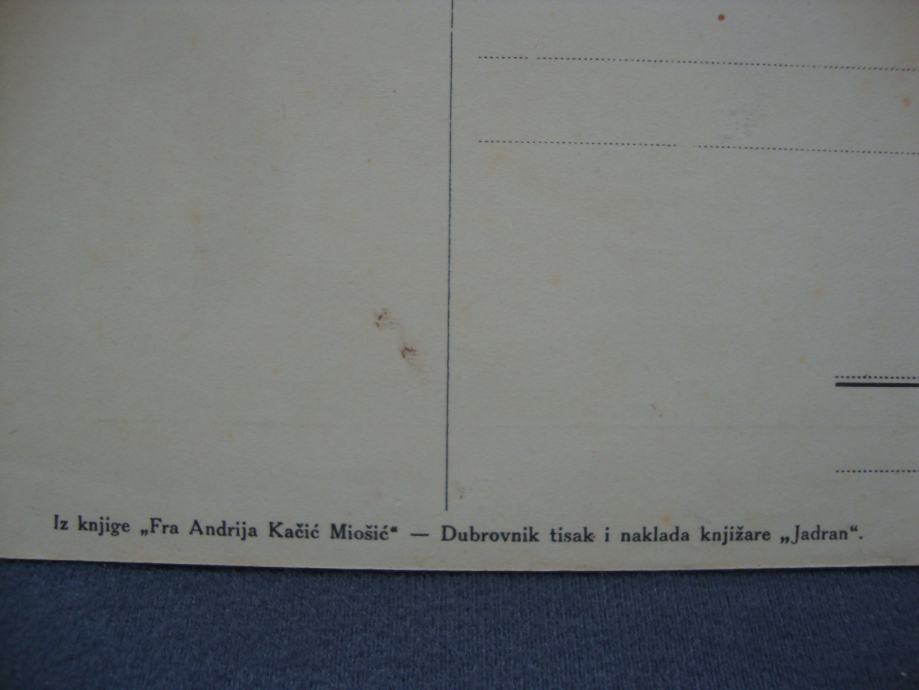 Iz knjige „Fra Andrija Kačić Miošić“ — Dubrovnik tisak i naklada knjižare „Jadran“.